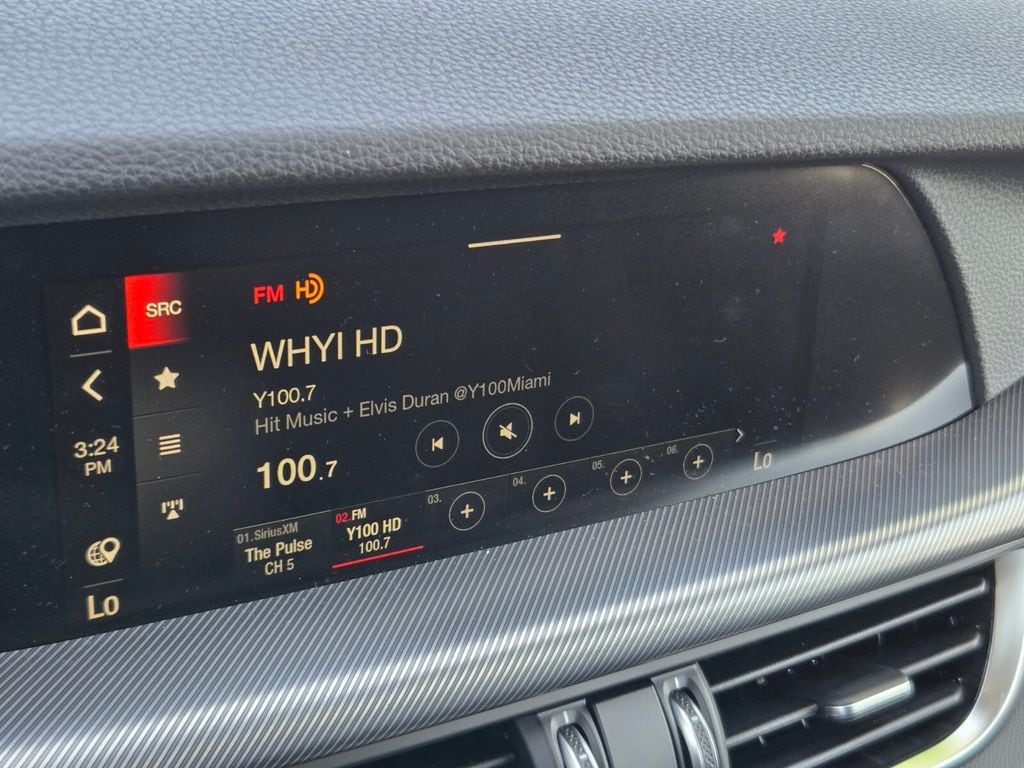 SRC
3:24
PM
Lo
FM HD
WHYI HD
Y100.7
Hit Music + Elvis Duran @Y100Miami
100.7
01.SiriusXM
The Pulse
CH 5
02.FM
Y100 HD
100.7
03.
04.
05.
06.
Lo